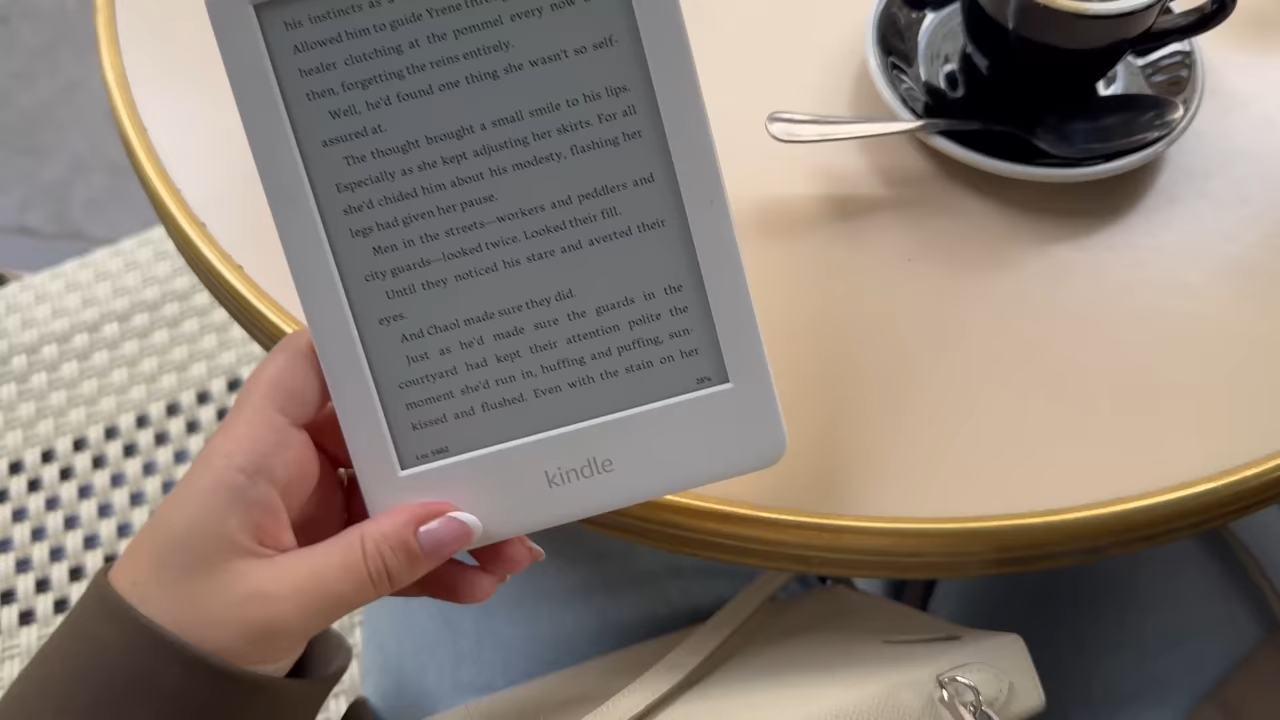 his instincts as a
Allowed him to guide Yrene through
healer clutching at the pommel every now
then, forgetting the reins entirely.
Well, he'd found one thing she wasn't so self-
assured at.
The thought brought a small smile to his lips.
Especially as she kept adjusting her skirts. For all
she'd chided him about his modesty, flashing her
legs had given her pause.
Men in the streets—workers and peddlers and
city guards—looked twice. Looked their fill.
Until they noticed his stare and averted their
eyes.
And Chaol made sure they did.
Just as he'd made sure the guards in the
courtyard had kept their attention polite the
moment she'd run in, huffing and puffing, sun-
kissed and flushed. Even with the stain on her
28%
kindle